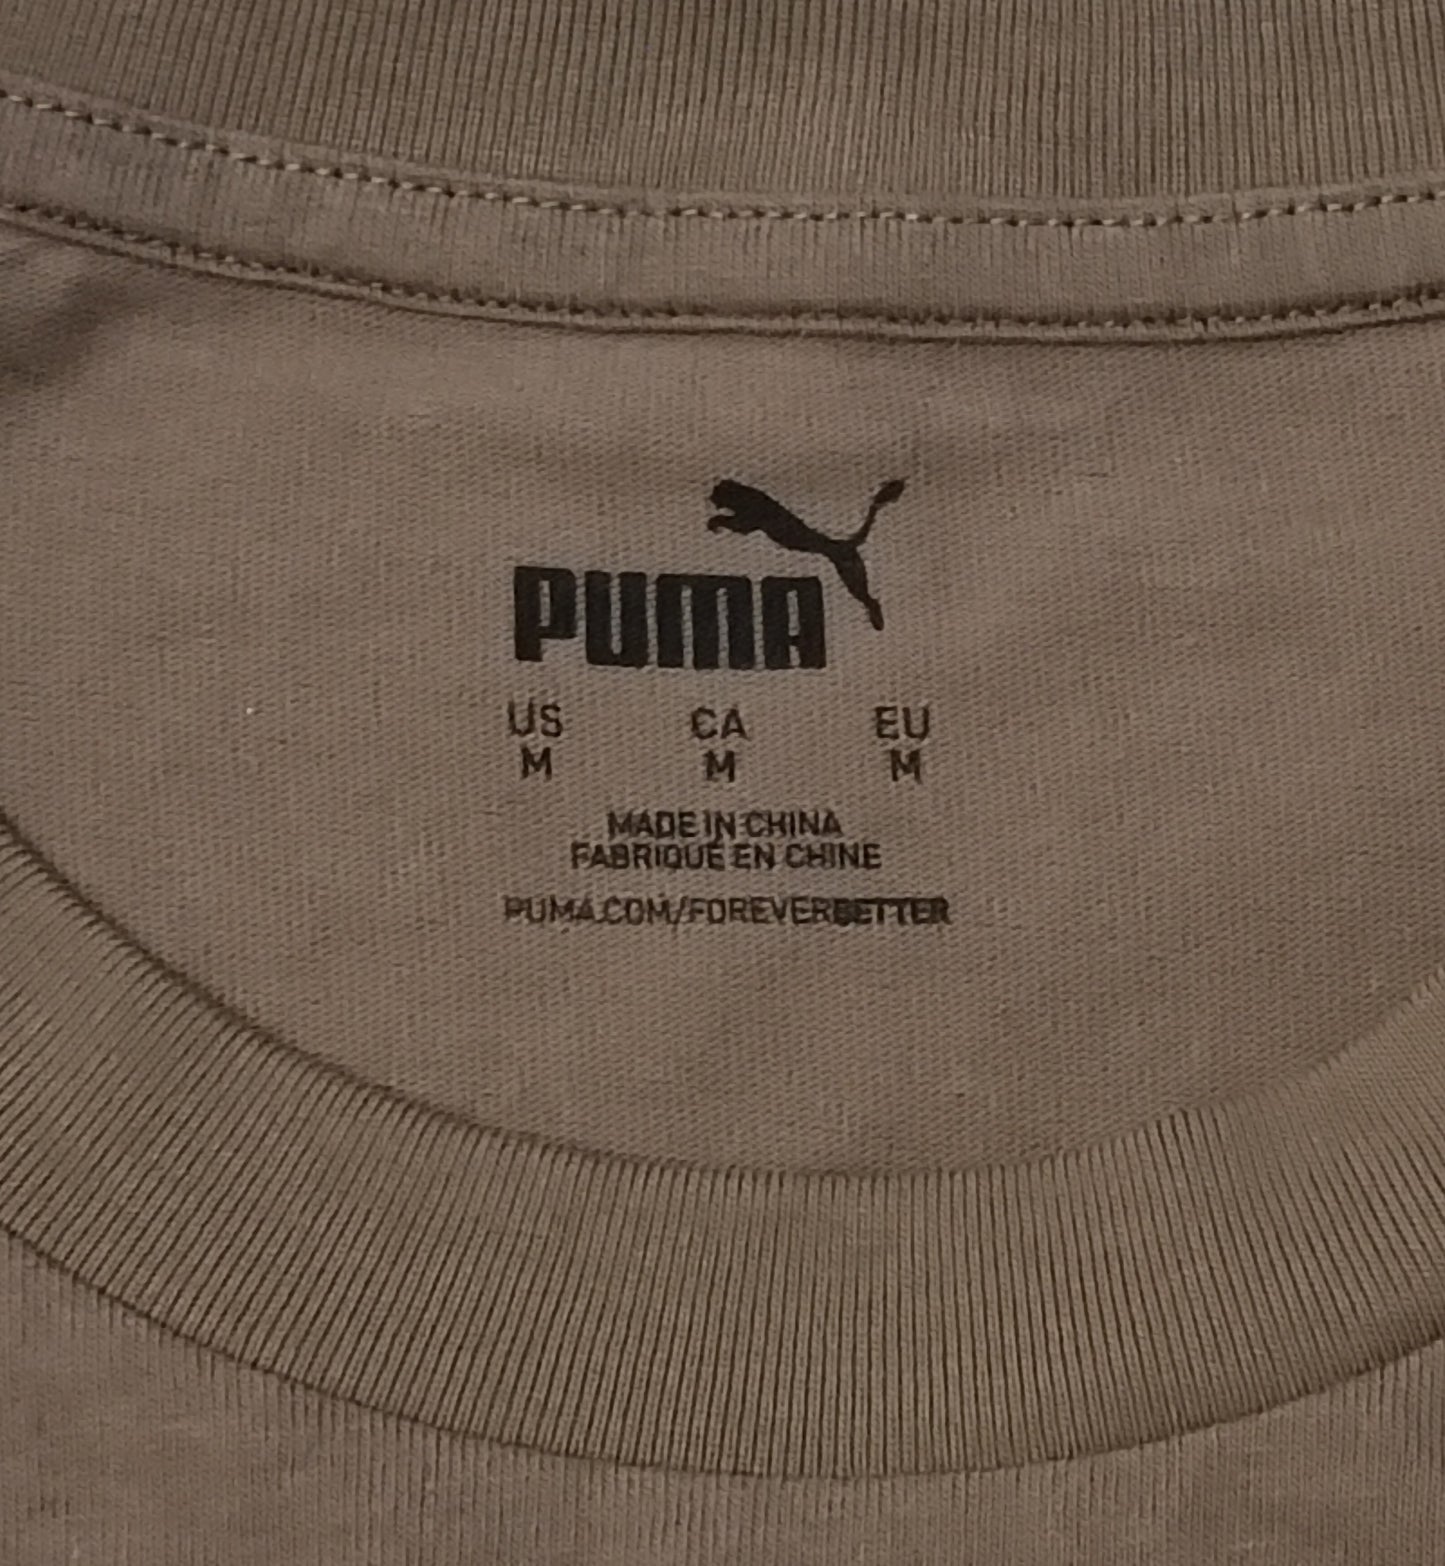 PUMA
US CA EU
M M M
MADE IN CHINA
FABRIQUÉ EN CHINE
PUMA.COM/FOREVERBETTER